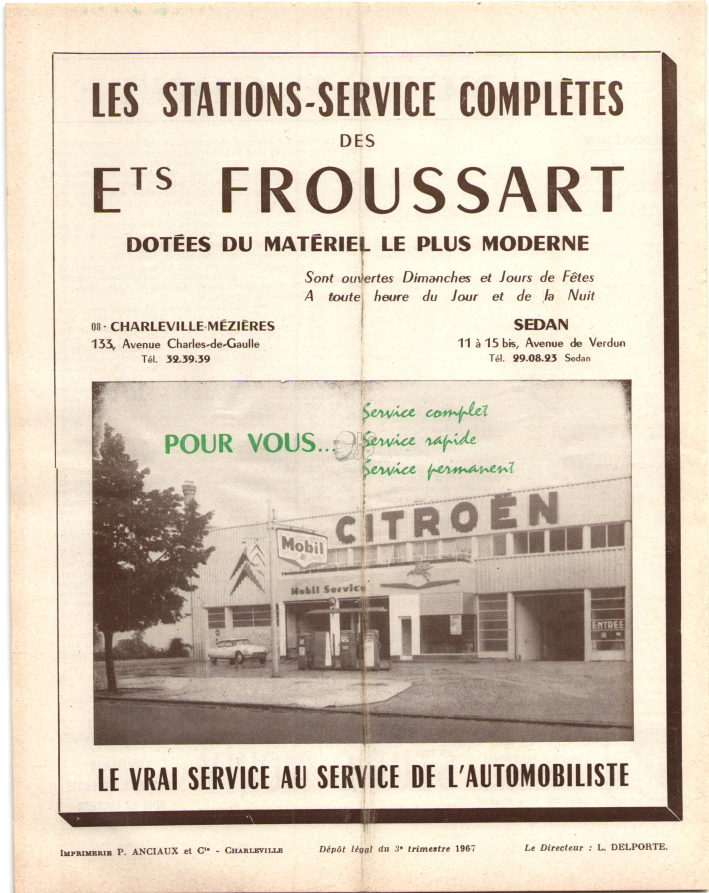 LES STATIONS-SERVICE COMPLÈTES
DES
ETS FROUSSART
DOTÉES DU MATÉRIEL LE PLUS MODERNE
Sont ouvertes Dimanches et Jours de Fêtes
A toute heure du Jour et de la Nuit
08 - CHARLEVILLE-MÉZIÈRES
133, Avenue Charles-de-Gaulle
Tél. 32.39.39
SEDAN
11 à 15 bis, Avenue de Verdun
Tél. 29.08.23 Sedan
POUR VOUS...
Service complet
Service rapide
Service permanent
CITROËN
Mobil
Mobil Service
ENTREE
LE VRAI SERVICE AU SERVICE DE L'AUTOMOBILISTE
IMPRIMERIE P. ANCIAUX et Cie - CHARLEVILLE
Dépôt légal du 3e trimestre 1967
Le Directeur : L. DELPORTE.